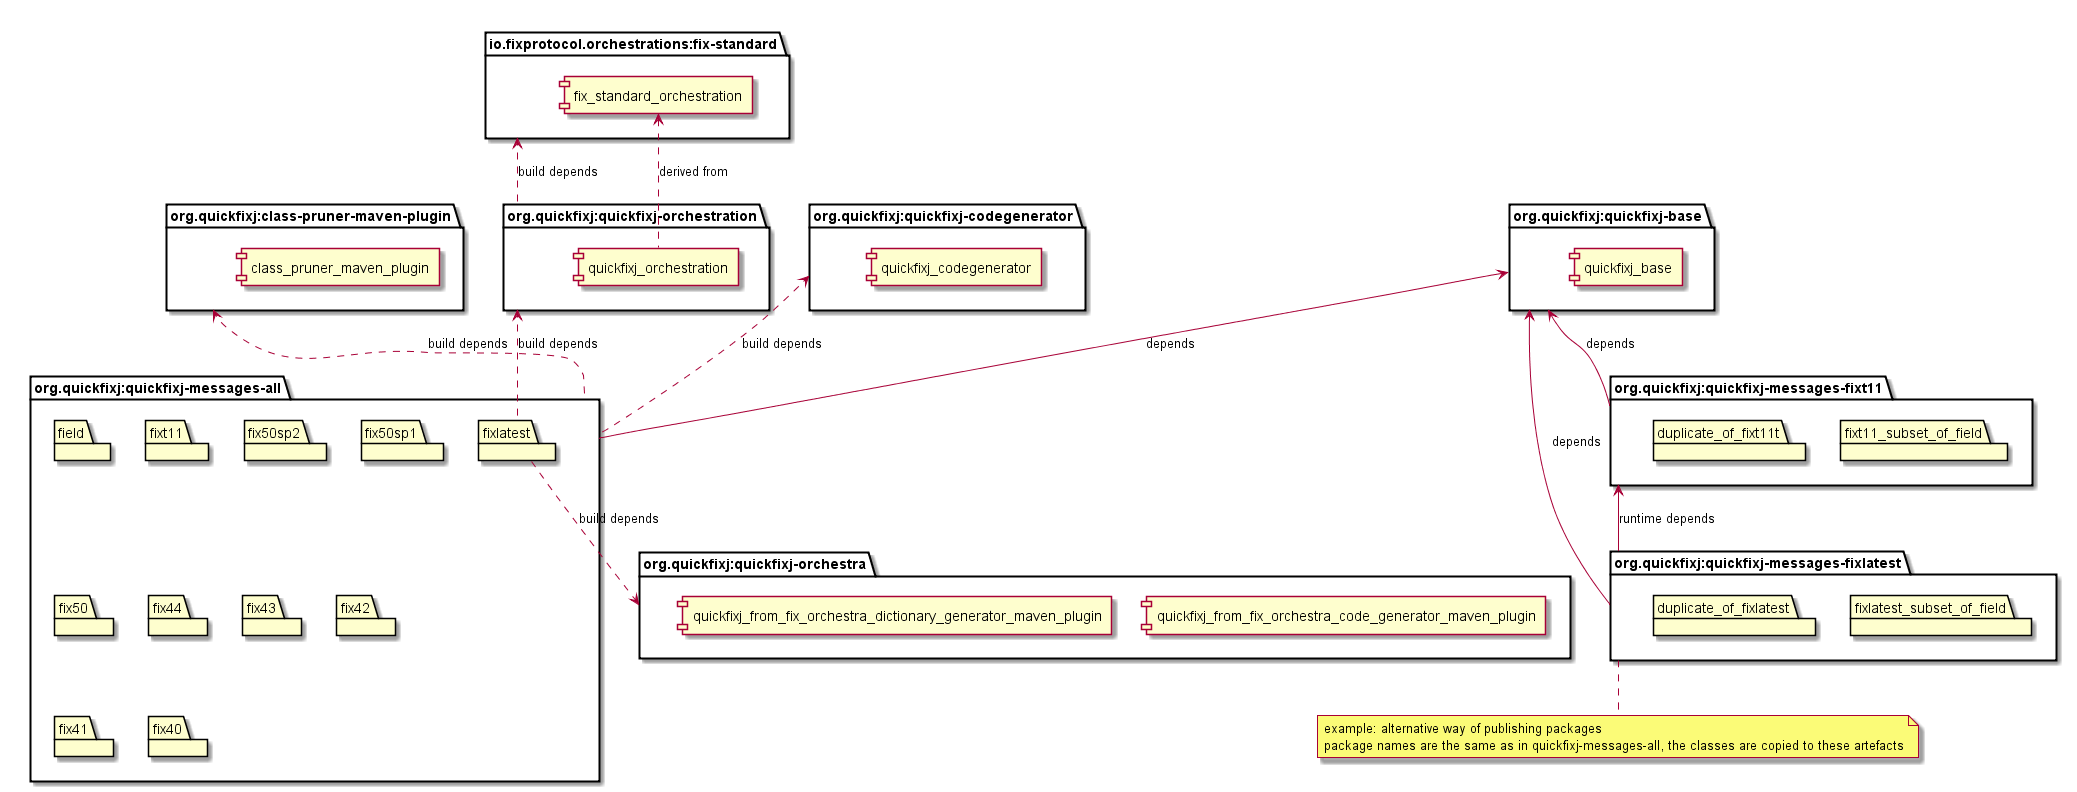 io.fixprotocol.orchestrations:fix-standard
fix_standard_orchestration
build depends
derived from
org.quickfixj:class-pruner-maven-plugin
class_pruner_maven_plugin
org.quickfixj:quickfixj-orchestration
quickfixj_orchestration
org.quickfixj:quickfixj-codegenerator
quickfixj_codegenerator
org.quickfixj:quickfixj-base
quickfixj_base
build depends
build depends
build depends
depends
depends
org.quickfixj:quickfixj-messages-all
field
fixt11
fix50sp2
fix50sp1
fixlatest
depends
org.quickfixj:quickfixj-messages-fixt11
duplicate_of_fixt11t
fixt11_subset_of_field
build depends
runtime depends
fix50
fix44
fix43
fix42
org.quickfixj:quickfixj-orchestra
quickfixj_from_fix_orchestra_dictionary_generator_maven_plugin
quickfixj_from_fix_orchestra_code_generator_maven_plugin
org.quickfixj:quickfixj-messages-fixlatest
duplicate_of_fixlatest
fixlatest_subset_of_field
fix41
fix40
example: alternative way of publishing packages
package names are the same as in quickfixj-messages-all, the classes are copied to these artefacts